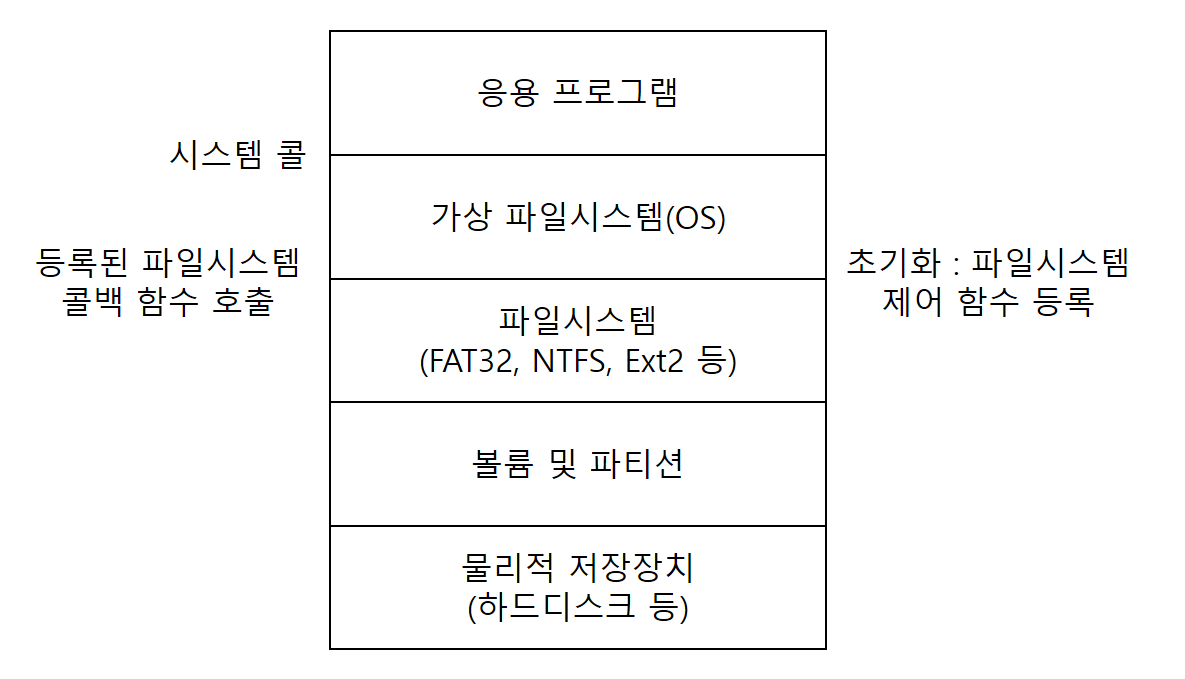 응용 프로그램
시스템 콜
가상 파일시스템(OS)
등록된 파일시스템
콜백 함수 호출
초기화 : 파일시스템
제어 함수 등록
파일시스템
(FAT32, NTFS, Ext2 등)
볼륨 및 파티션
물리적 저장장치
(하드디스크 등)